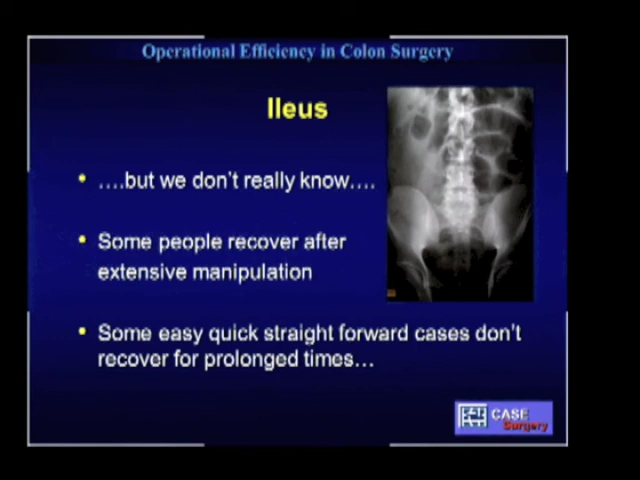 Operational Efficiency in Colon Surgery
Ileus
• ….but we don't really know….
• Some people recover after
extensive manipulation
• Some easy quick straight forward cases don't
recover for prolonged times…
CASE
Surgery